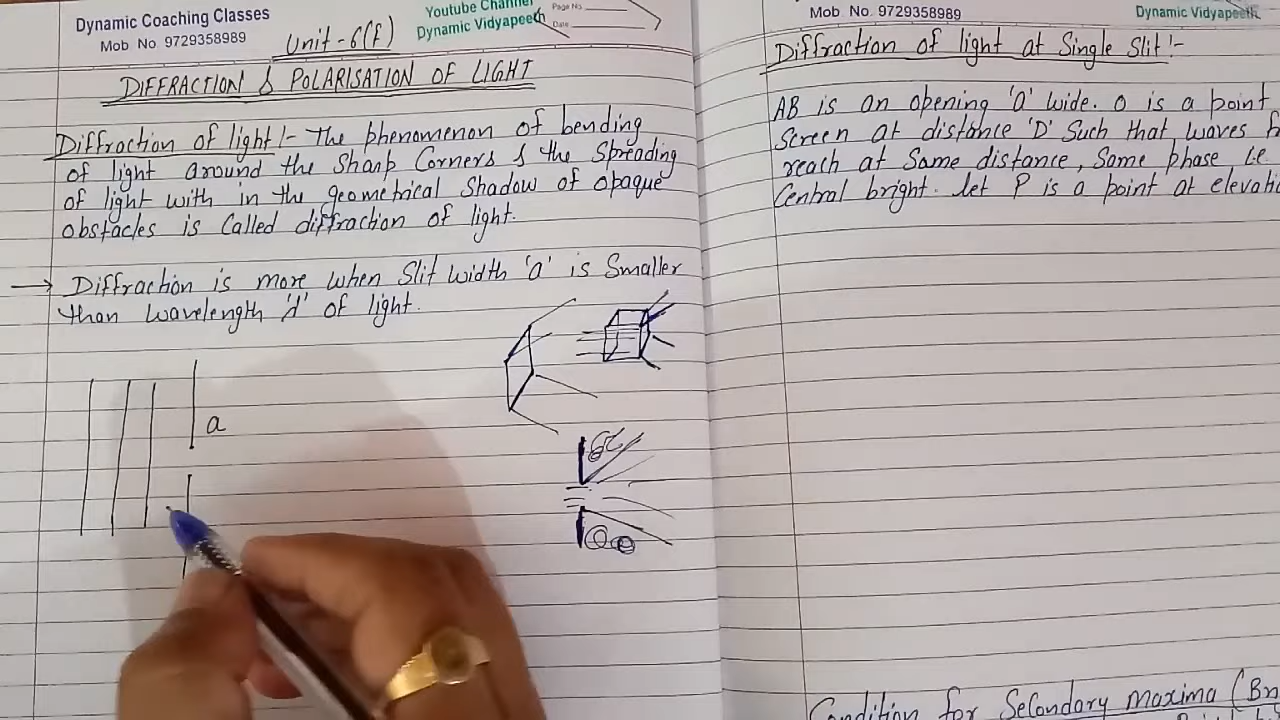 Dynamic Coaching Classes
Mob No. 9729358989
Youtube Channel
Dynamic Vidyapeeth
Page No.
Date
Unit-6(F)
DIFFRACTION & POLARISATION OF LIGHT
Diffraction of light:- The phenomenon of bending
of light around the Sharp Corners & the Spreading
of light with in the geometrical Shadow of opaque
obstacles is Called diffraction of light.
→ Diffraction is more when Slit width 'a' is Smaller
than wavelength 'λ' of light.
a
Mob No. 9729358989
Dynamic Vidyapeeth
Diffraction of light at Single Slit:-
AB is an opening 'a' wide. O is a point
Screen at distance 'D' Such that waves
reach at Same distance, Same phase i.e
Central bright. let P is a point at
Condition for Secondary Maxima